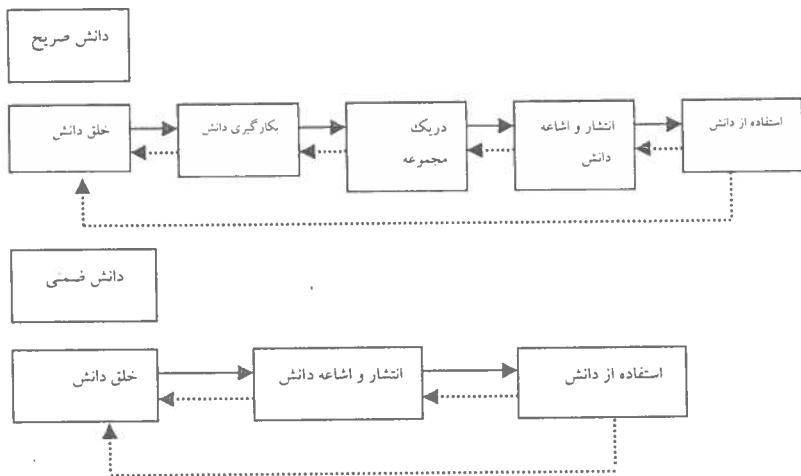 دانش صریح
خلق دانش
بکارگیری دانش
دریک
مجموعه
انتشار و اشاعه
دانش
استفاده از دانش
دانش ضمنی
خلق دانش
انتشار و اشاعه دانش
استفاده از دانش